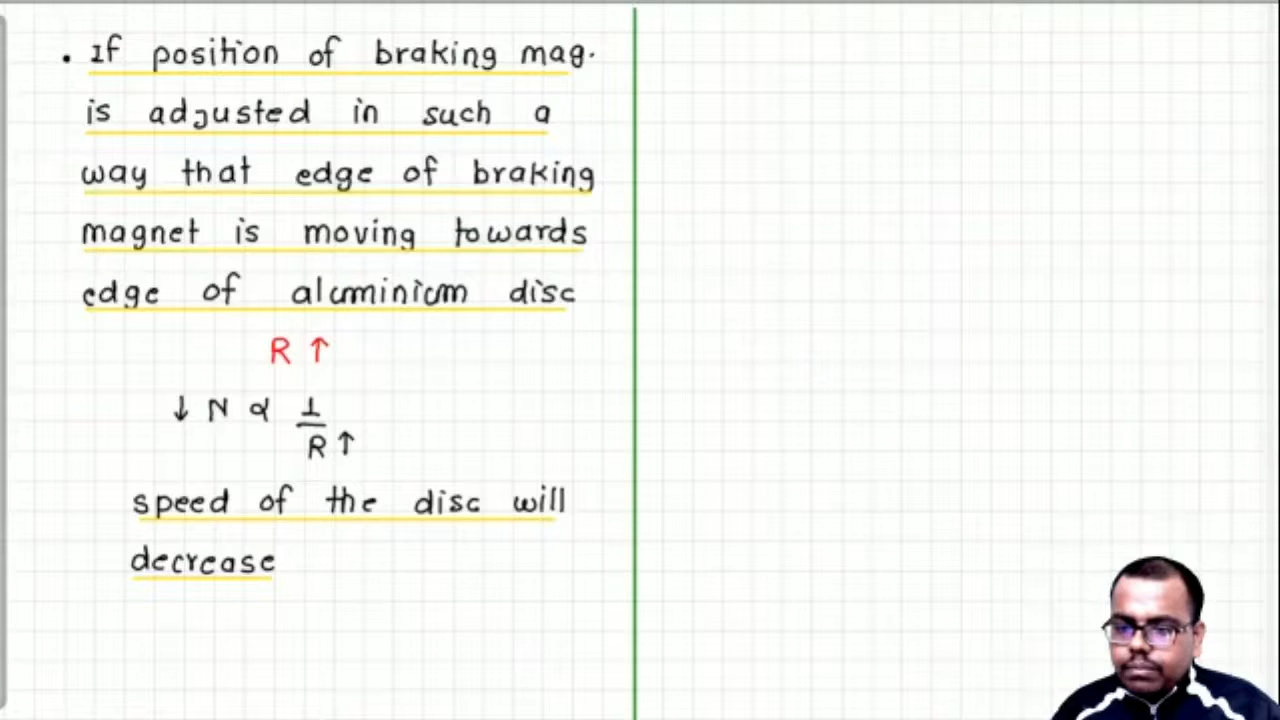 . If position of braking mag.
is adjusted in such a
way that edge of braking
magnet is moving towards
edge of aluminium disc
R ↑
↓ N ∝ 1/R ↑
speed of the disc will
decrease